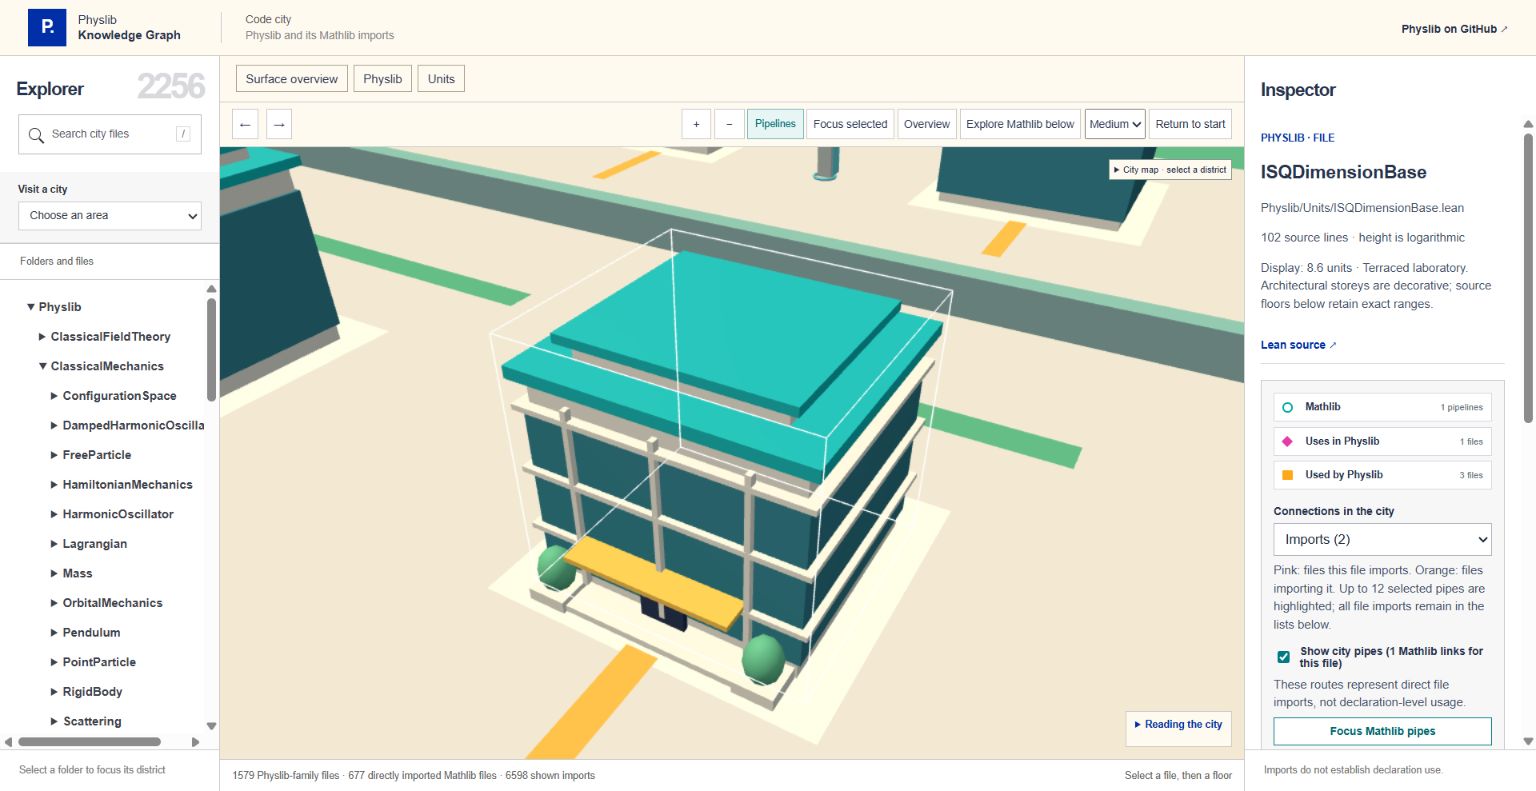 P.
Physlib
Knowledge Graph
Code city
Physlib and its Mathlib imports
Physlib on GitHub ↗
Explorer
2256
Search city files
/
Visit a city
Choose an area
Folders and files
▼ Physlib
▶ ClassicalFieldTheory
▼ ClassicalMechanics
▶ ConfigurationSpace
▶ DampedHarmonicOscilla
▶ FreeParticle
▶ HamiltonianMechanics
▶ HarmonicOscillator
▶ Lagrangian
▶ Mass
▶ OrbitalMechanics
▶ Pendulum
▶ PointParticle
▶ RigidBody
▶ Scattering
Select a folder to focus its district
Surface overview
Physlib
Units
← → + − Pipelines Focus selected Overview Explore Mathlib below Medium Return to start
▶ City map · select a district
▶ Reading the city
1579 Physlib-family files · 677 directly imported Mathlib files · 6598 shown imports
Select a file, then a floor
Inspector
PHYSLIB · FILE
ISQDimensionBase
Physlib/Units/ISQDimensionBase.lean
102 source lines · height is logarithmic
Display: 8.6 units · Terraced laboratory.
Architectural storeys are decorative; source
floors below retain exact ranges.
Lean source ↗
Mathlib 1 pipelines
Uses in Physlib 1 files
Used by Physlib 3 files
Connections in the city
Imports (2)
Pink: files this file imports. Orange: files
importing it. Up to 12 selected pipes are
highlighted; all file imports remain in the
lists below.
Show city pipes (1 Mathlib links for
this file)
These routes represent direct file
imports, not declaration-level usage.
Focus Mathlib pipes
Imports do not establish declaration use.